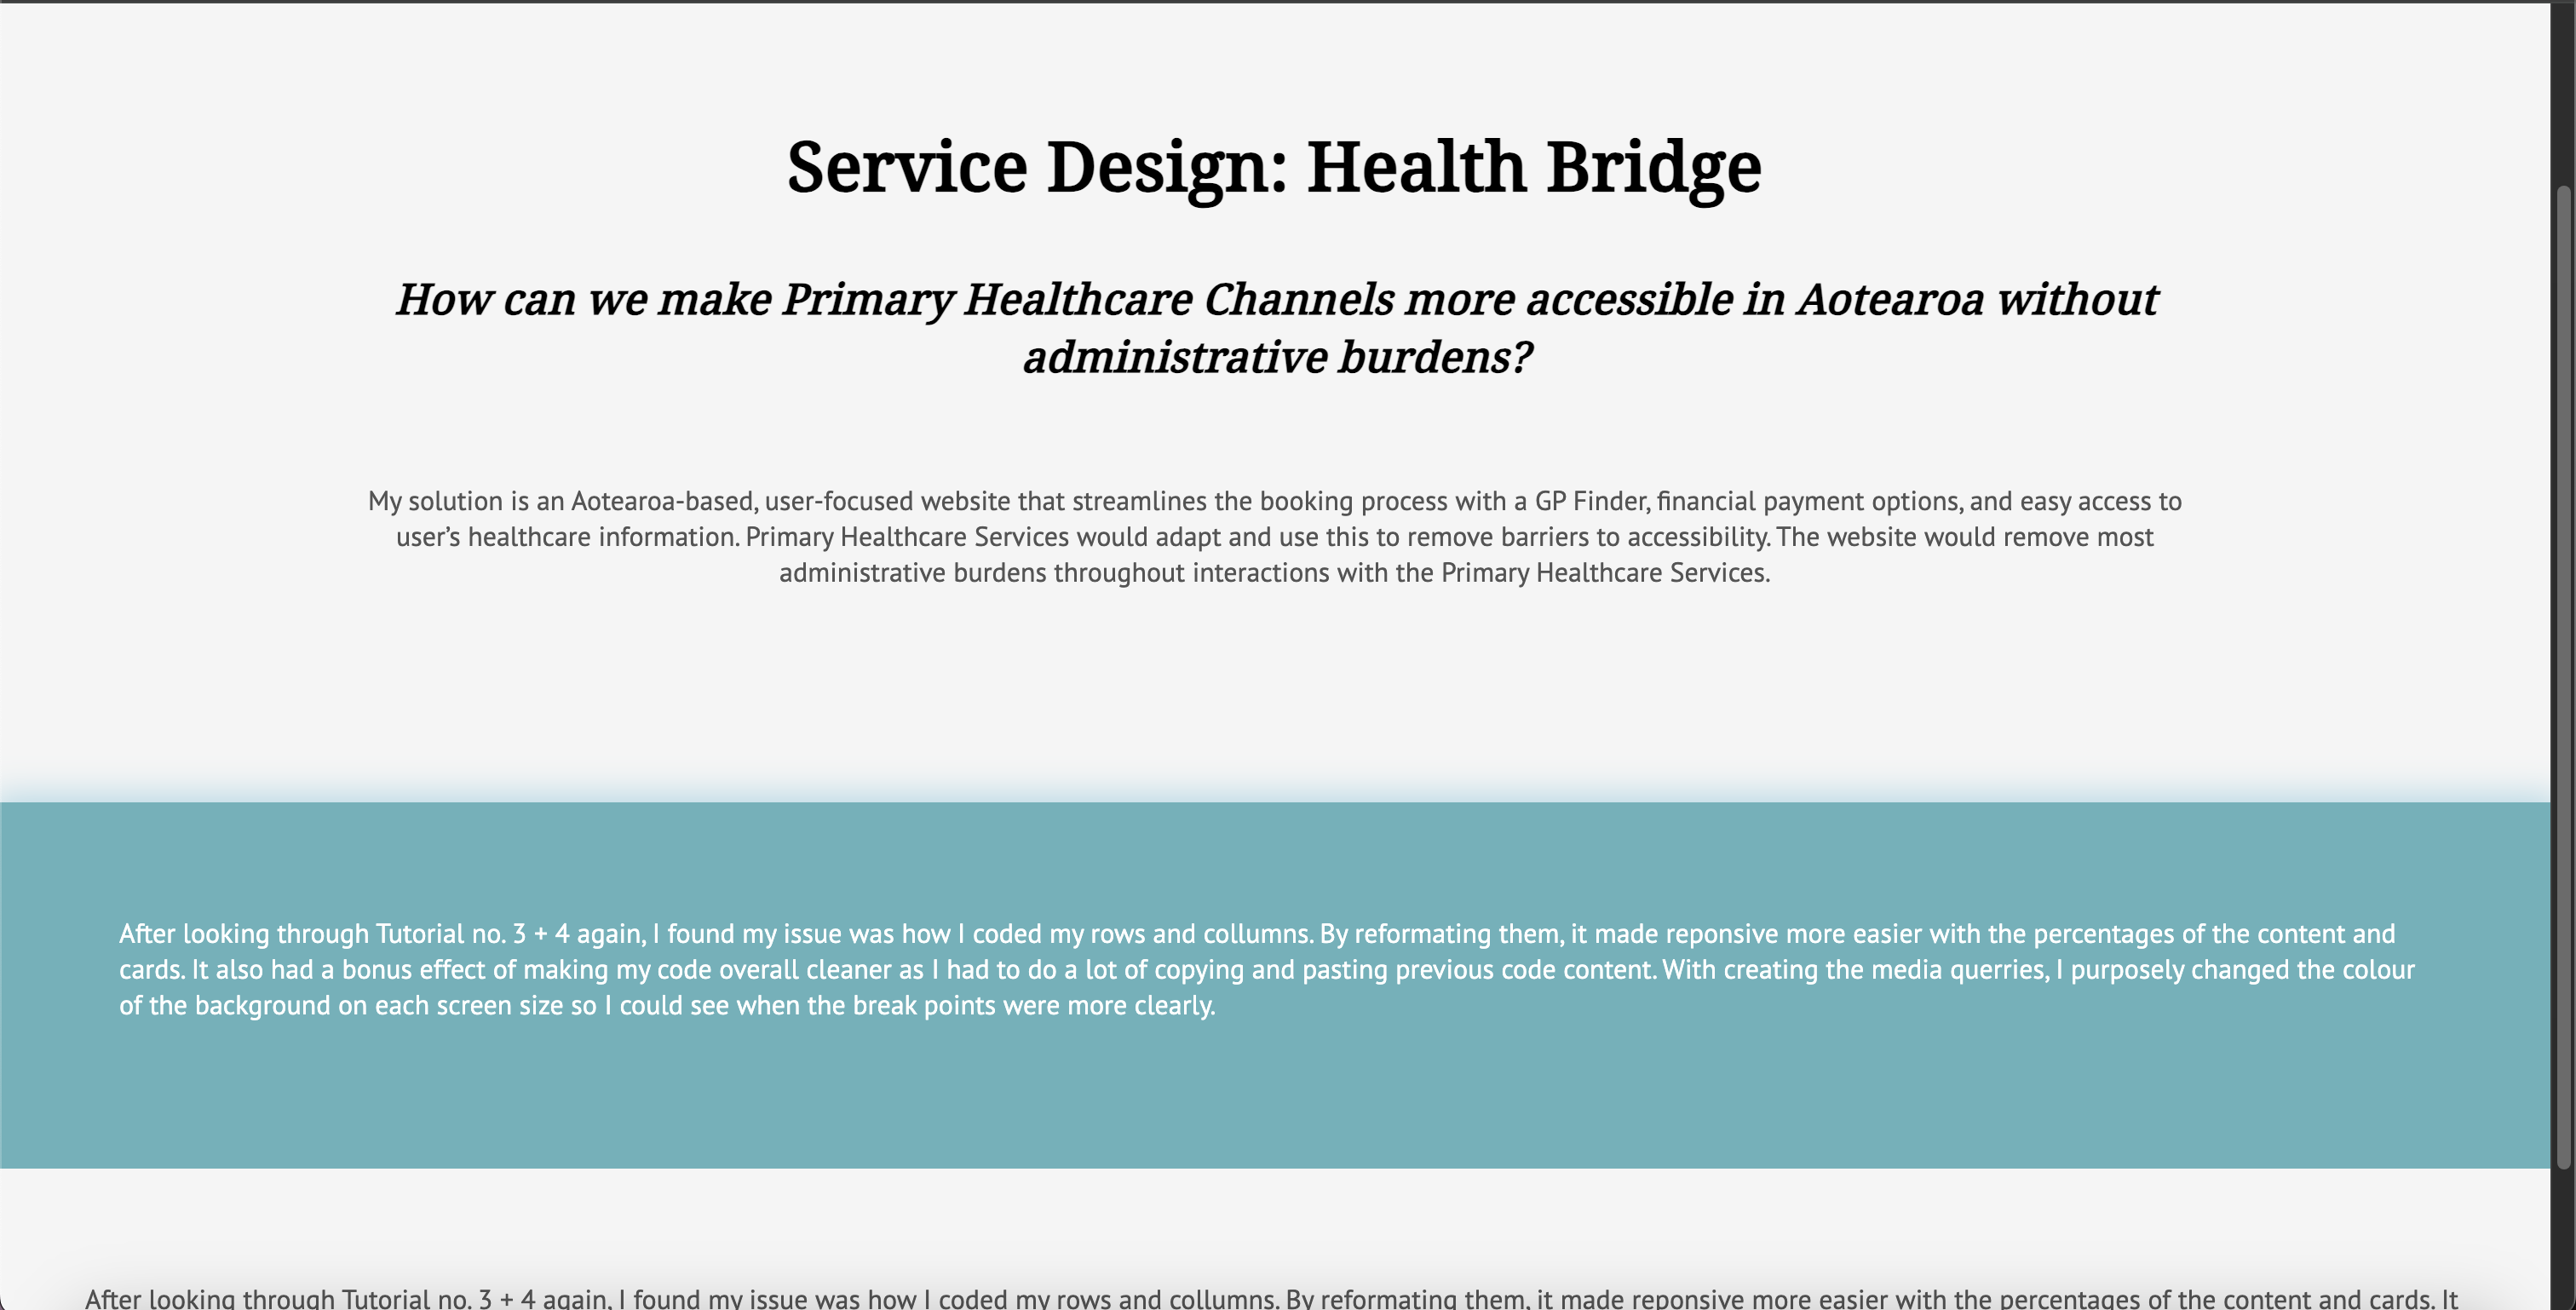 Service Design: Health Bridge
How can we make Primary Healthcare Channels more accessible in Aotearoa without
administrative burdens?
My solution is an Aotearoa-based, user-focused website that streamlines the booking process with a GP Finder, financial payment options, and easy access to
user’s healthcare information. Primary Healthcare Services would adapt and use this to remove barriers to accessibility. The website would remove most
administrative burdens throughout interactions with the Primary Healthcare Services.
After looking through Tutorial no. 3 + 4 again, I found my issue was how I coded my rows and collumns. By reformating them, it made reponsive more easier with the percentages of the content and
cards. It also had a bonus effect of making my code overall cleaner as I had to do a lot of copying and pasting previous code content. With creating the media querries, I purposely changed the colour
of the background on each screen size so I could see when the break points were more clearly.
After looking through Tutorial no. 3 + 4 again, I found my issue was how I coded my rows and collumns. By reformating them, it made reponsive more easier with the percentages of the content and cards. It